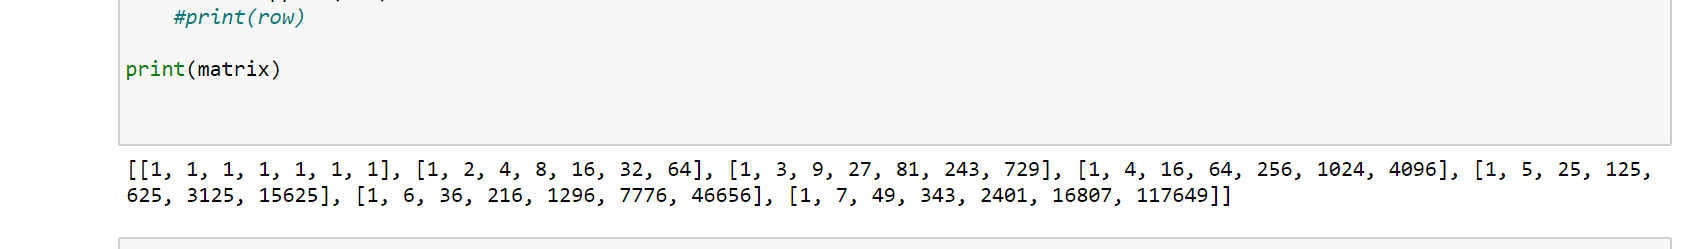 #print(row)
print(matrix)
[[1, 1, 1, 1, 1, 1, 1], [1, 2, 4, 8, 16, 32, 64], [1, 3, 9, 27, 81, 243, 729], [1, 4, 16, 64, 256, 1024, 4096], [1, 5, 25, 125,
625, 3125, 15625], [1, 6, 36, 216, 1296, 7776, 46656], [1, 7, 49, 343, 2401, 16807, 117649]]